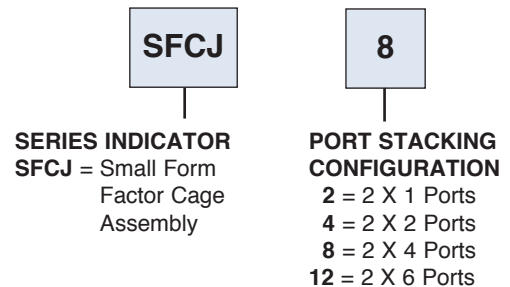 SFCJ
8
SERIES INDICATOR
SFCJ = Small Form
Factor Cage
Assembly
PORT STACKING
CONFIGURATION
2 = 2 X 1 Ports
4 = 2 X 2 Ports
8 = 2 X 4 Ports
12 = 2 X 6 Ports